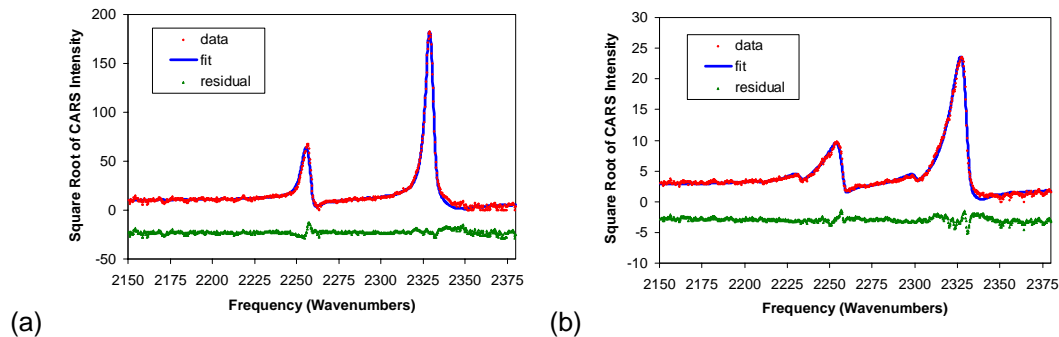 200
150
100
50
0
-50
Square Root of CARS Intensity
data
fit
residual
2150 2175 2200 2225 2250 2275 2300 2325 2350 2375
Frequency (Wavenumbers)
(a)
30
25
20
15
10
5
0
-5
-10
Square Root of CARS Intensity
data
fit
residual
2150 2175 2200 2225 2250 2275 2300 2325 2350 2375
Frequency (Wavenumbers)
(b)